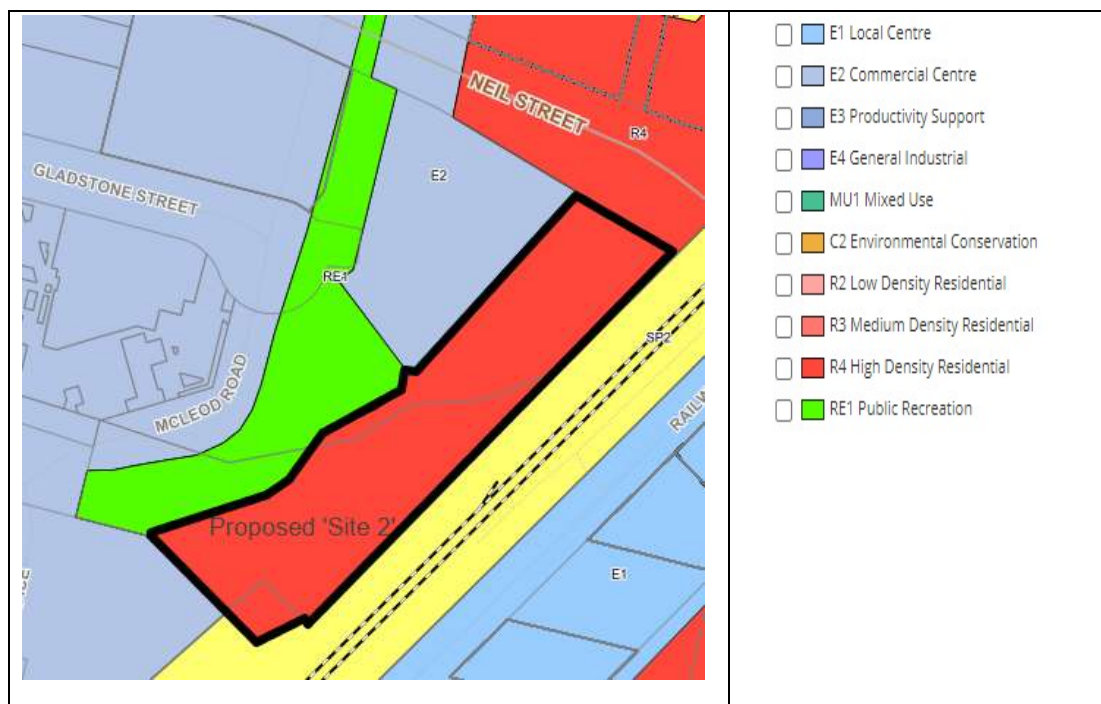 NEIL STREET
R4
E2
GLADSTONE STREET
RE1
SP2
MCLEOD ROAD
RAILW
Proposed 'Site 2'
E1
E1 Local Centre
E2 Commercial Centre
E3 Productivity Support
E4 General Industrial
MU1 Mixed Use
C2 Environmental Conservation
R2 Low Density Residential
R3 Medium Density Residential
R4 High Density Residential
RE1 Public Recreation